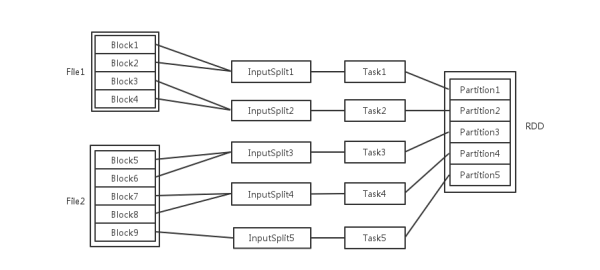 File1
Block1
Block2
Block3
Block4
File2
Block5
Block6
Block7
Block8
Block9
InputSplit1
InputSplit2
InputSplit3
InputSplit4
InputSplit5
Task1
Task2
Task3
Task4
Task5
Partition1
Partition2
Partition3
Partition4
Partition5
RDD